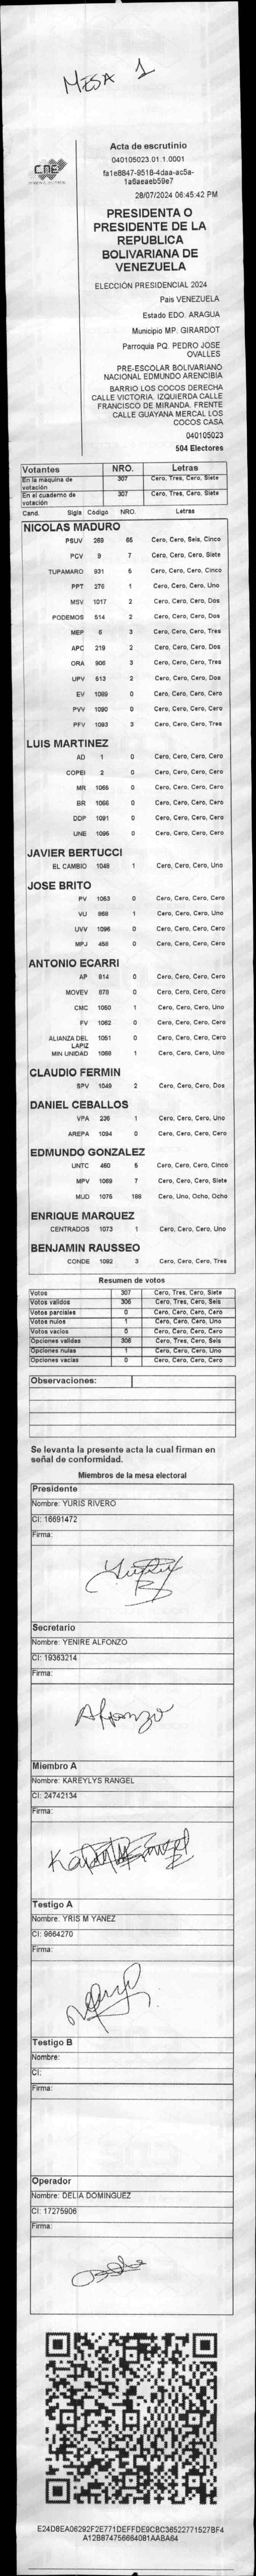 MESA 1
CNE
Acta de escrutinio
040105023.01.1.0001
fa1e8847-9518-4daa-ac5a-
1a6aeaeb59e7
28/07/2024 06:45:42 PM
PRESIDENTA O
PRESIDENTE DE LA
REPUBLICA
BOLIVARIANA DE
VENEZUELA
ELECCIÓN PRESIDENCIAL 2024
Pais VENEZUELA
Estado EDO. ARAGUA
Municipio MP. GIRARDOT
Parroquia PQ. PEDRO JOSE
OVALLES
PRE-ESCOLAR BOLIVARIANO
NACIONAL EDMUNDO ARENCIBIA
BARRIO LOS COCOS DERECHA
CALLE VICTORIA. IZQUIERDA CALLE
FRANCISCO DE MIRANDA. FRENTE
CALLE GUAYANA MERCAL LOS
COCOS CASA
040105023
504 Electores
Votantes NRO. Letras
En la máquina de votación 307 Cero, Tres, Cero, Siete
En el cuaderno de votación 307 Cero, Tres, Cero, Siete
Cand. Sigla Código NRO. Letras
NICOLAS MADURO
PSUV 269 65 Cero, Cero, Seis, Cinco
PCV 9 7 Cero, Cero, Cero, Siete
TUPAMARO 931 5 Cero, Cero, Cero, Cinco
PPT 276 1 Cero, Cero, Cero, Uno
MSV 1017 2 Cero, Cero, Cero, Dos
PODEMOS 514 2 Cero, Cero, Cero, Dos
MEP 6 3 Cero, Cero, Cero, Tres
APC 219 2 Cero, Cero, Cero, Dos
ORA 906 3 Cero, Cero, Cero, Tres
UPV 613 2 Cero, Cero, Cero, Dos
EV 1089 0 Cero, Cero, Cero, Cero
PVV 1090 0 Cero, Cero, Cero, Cero
PFV 1093 3 Cero, Cero, Cero, Tres
LUIS MARTINEZ
AD 1 0 Cero, Cero, Cero, Cero
COPEI 2 0 Cero, Cero, Cero, Cero
MR 1065 0 Cero, Cero, Cero, Cero
BR 1066 0 Cero, Cero, Cero, Cero
DDP 1091 0 Cero, Cero, Cero, Cero
UNE 1095 0 Cero, Cero, Cero, Cero
JAVIER BERTUCCI
EL CAMBIO 1048 1 Cero, Cero, Cero, Uno
JOSE BRITO
PV 1053 0 Cero, Cero, Cero, Cero
VU 868 1 Cero, Cero, Cero, Uno
UVV 1096 0 Cero, Cero, Cero, Cero
MPJ 458 0 Cero, Cero, Cero, Cero
ANTONIO ECARRI
AP 814 0 Cero, Cero, Cero, Cero
MOVEV 878 0 Cero, Cero, Cero, Cero
CMC 1050 1 Cero, Cero, Cero, Uno
FV 1062 0 Cero, Cero, Cero, Cero
ALIANZA DEL LAPIZ 1051 0 Cero, Cero, Cero, Cero
MIN UNIDAD 1068 1 Cero, Cero, Cero, Uno
CLAUDIO FERMIN
SPV 1049 2 Cero, Cero, Cero, Dos
DANIEL CEBALLOS
VPA 236 1 Cero, Cero, Cero, Uno
AREPA 1094 0 Cero, Cero, Cero, Cero
EDMUNDO GONZALEZ
UNTC 460 5 Cero, Cero, Cero, Cinco
MPV 1069 7 Cero, Cero, Cero, Siete
MUD 1075 188 Cero, Uno, Ocho, Ocho
ENRIQUE MARQUEZ
CENTRADOS 1073 1 Cero, Cero, Cero, Uno
BENJAMIN RAUSSEO
CONDE 1092 3 Cero, Cero, Cero, Tres
Resumen de votos
Votos 307 Cero, Tres, Cero, Siete
Votos validos 306 Cero, Tres, Cero, Seis
Votos parciales 0 Cero, Cero, Cero, Cero
Votos nulos 1 Cero, Cero, Cero, Uno
Votos vacios 0 Cero, Cero, Cero, Cero
Opciones validas 306 Cero, Tres, Cero, Seis
Opciones nulas 1 Cero, Cero, Cero, Uno
Opciones vacias 0 Cero, Cero, Cero, Cero
Observaciones:
Se levanta la presente acta la cual firman en
señal de conformidad.
Miembros de la mesa electoral
Presidente
Nombre: YURIS RIVERO
CI: 16691472
Firma:
Secretario
Nombre: YENIRE ALFONZO
CI: 19363214
Firma:
Alfonzo
Miembro A
Nombre: KAREYLYS RANGEL
CI: 24742134
Firma:
Testigo A
Nombre: YRIS M YANEZ
CI: 9664270
Firma:
Testigo B
Nombre:
CI:
Firma:
Operador
Nombre: DELIA DOMINGUEZ
CI: 17275906
Firma:
E24D8EA06292F2E771DEFFDE9CBC36522771527BF4
A12B874756664081AABA64